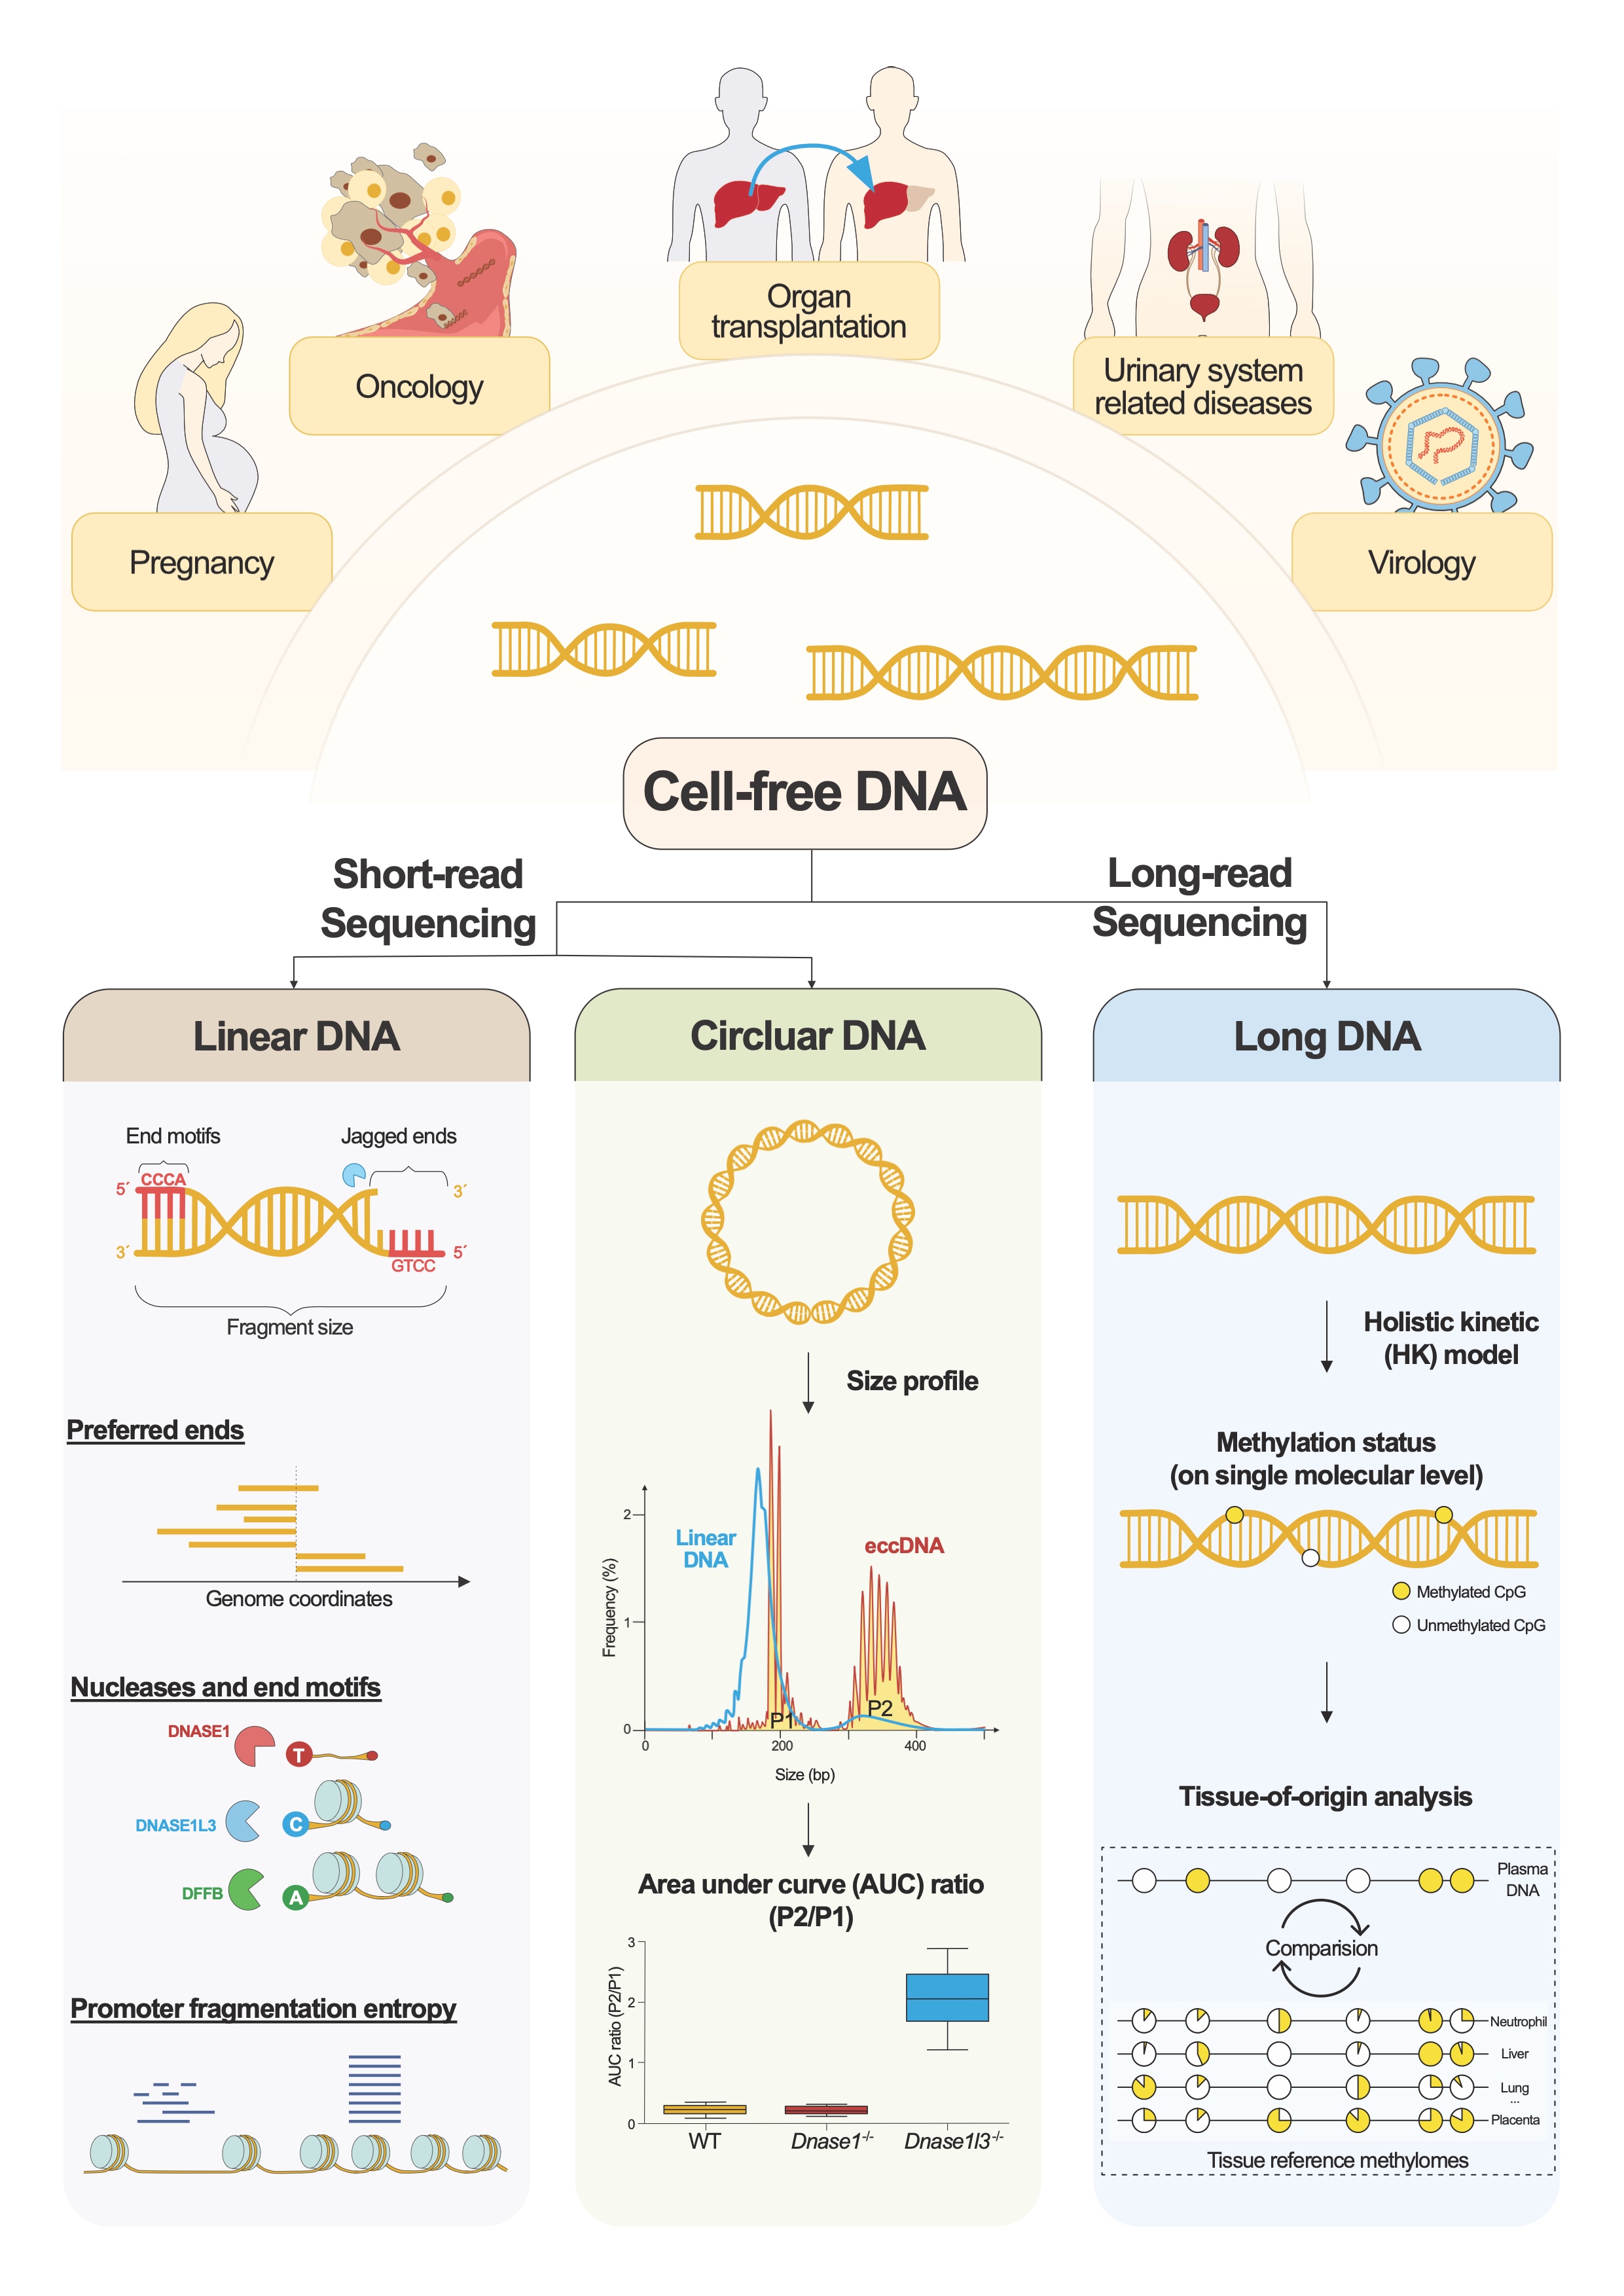 Organ
transplantation
Oncology
Urinary system
related diseases
Pregnancy
Virology
Cell-free DNA
Short-read
Sequencing
Long-read
Sequencing
Linear DNA
End motifs
Jagged ends
CCCA
5´
3´
3´
5´
GTCC
Fragment size
Preferred ends
Genome coordinates
Nucleases and end motifs
DNASE1
T
DNASE1L3
C
DFFB
A
Promoter fragmentation entropy
Circluar DNA
Size profile
Frequency (%)
2
1
0
Linear
DNA
eccDNA
P1
P2
0
200
400
Size (bp)
Area under curve (AUC) ratio
(P2/P1)
AUC ratio (P2/P1)
3
2
1
0
WT
Dnase1-/-
Dnase1l3-/-
Long DNA
Holistic kinetic
(HK) model
Methylation status
(on single molecular level)
Methylated CpG
Unmethylated CpG
Tissue-of-origin analysis
Plasma
DNA
Comparision
Neutrophil
Liver
Lung
...
Placenta
Tissue reference methylomes